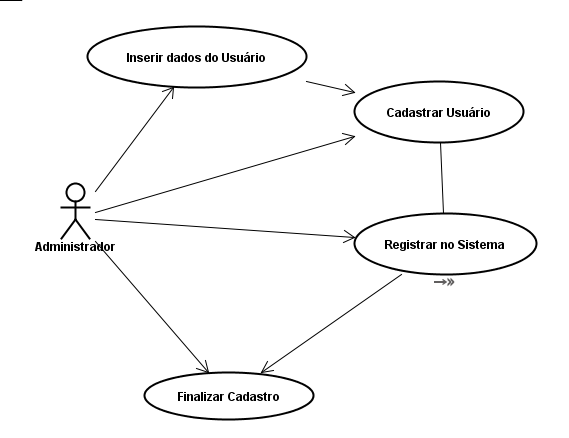 Inserir dados do Usuário
Cadastrar Usuário
Administrador
Registrar no Sistema
Finalizar Cadastro